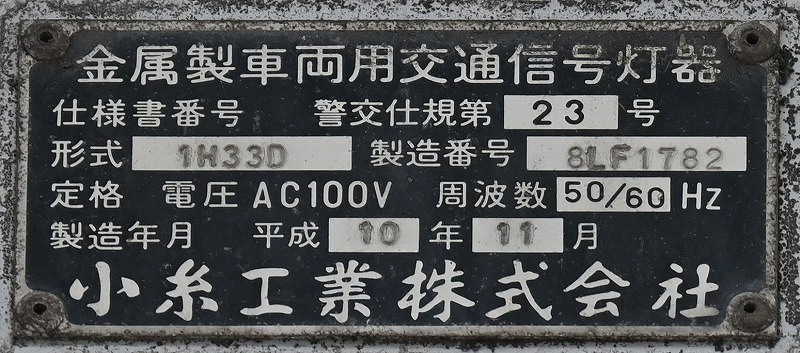 金属製車両用交通信号灯器
仕様書番号 警交仕規第 23 号
形式 1H33D 製造番号 8LF1782
定格 電圧 AC100V 周波数 50/60 Hz
製造年月 平成 10 年 11 月
小糸工業株式会社